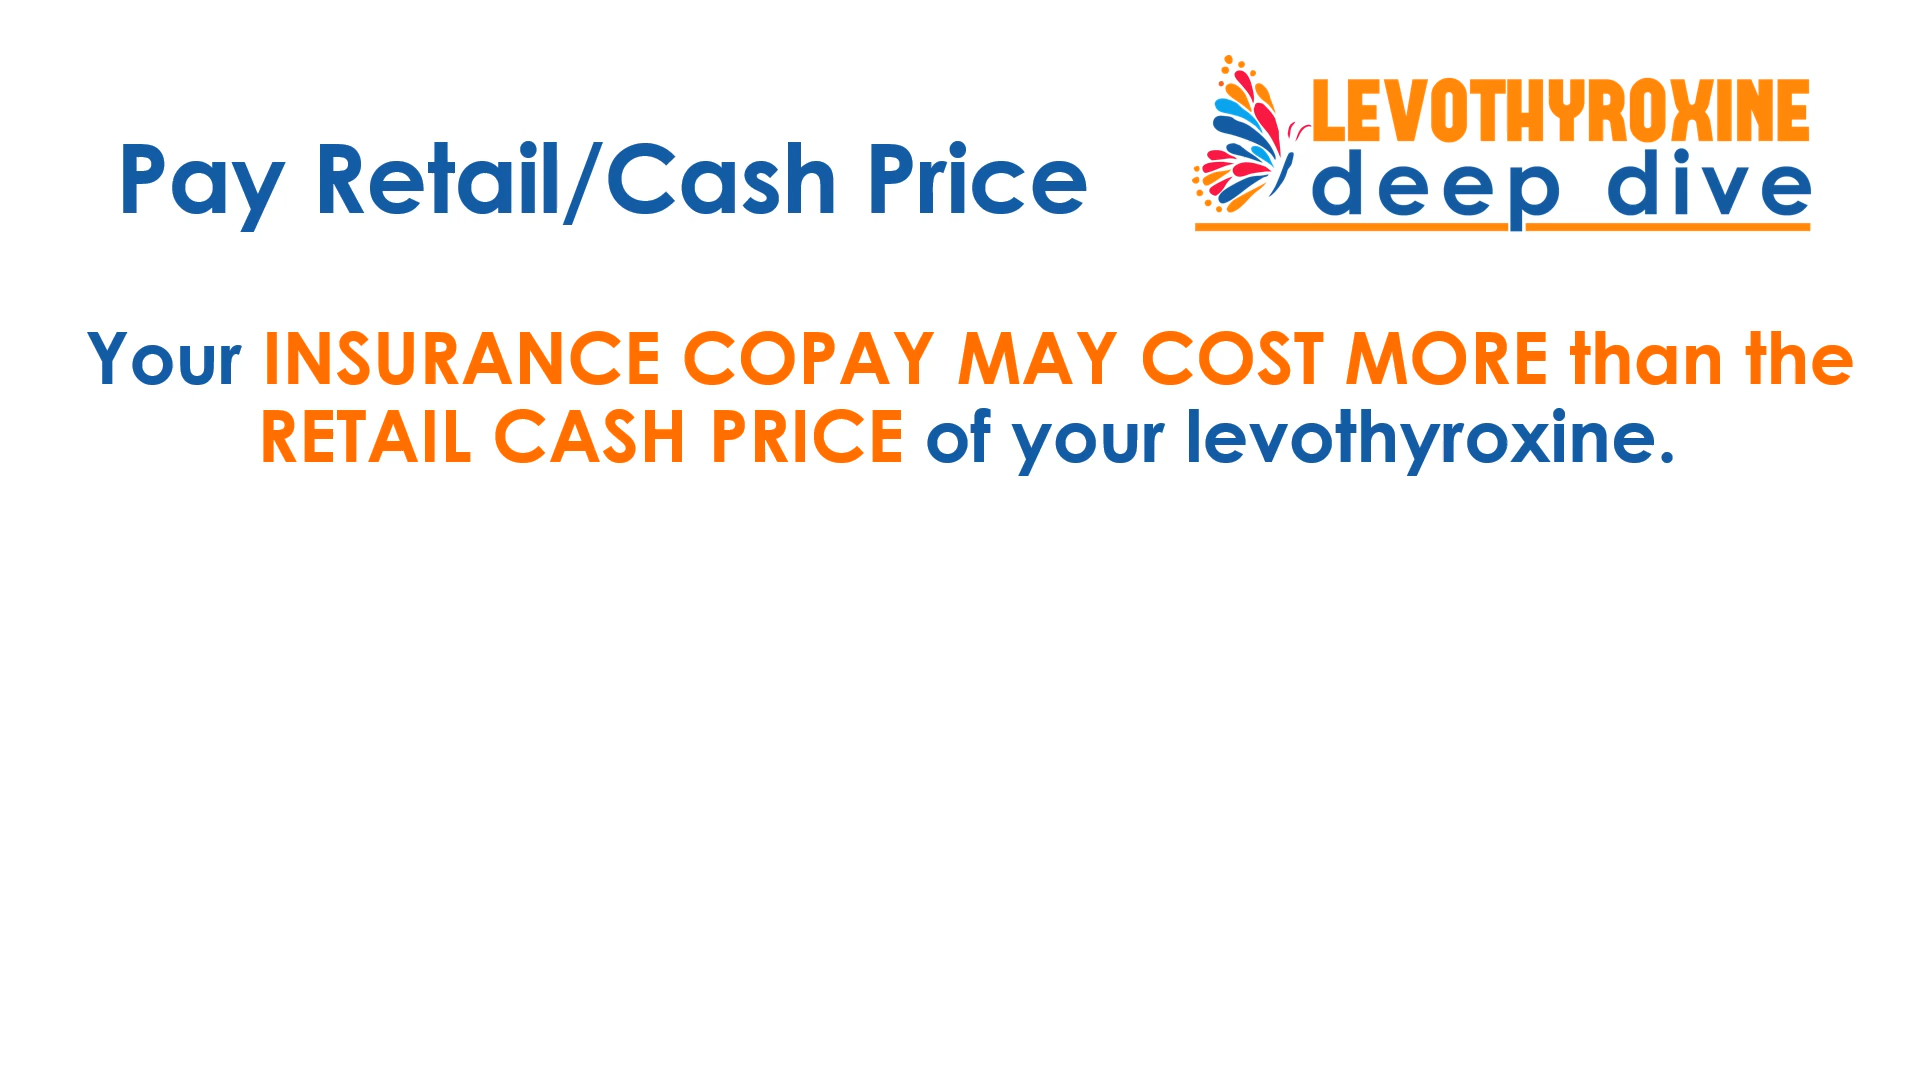 Pay Retail/Cash Price
LEVOTHYROXINE
deep dive
Your INSURANCE COPAY MAY COST MORE than the
RETAIL CASH PRICE of your levothyroxine.